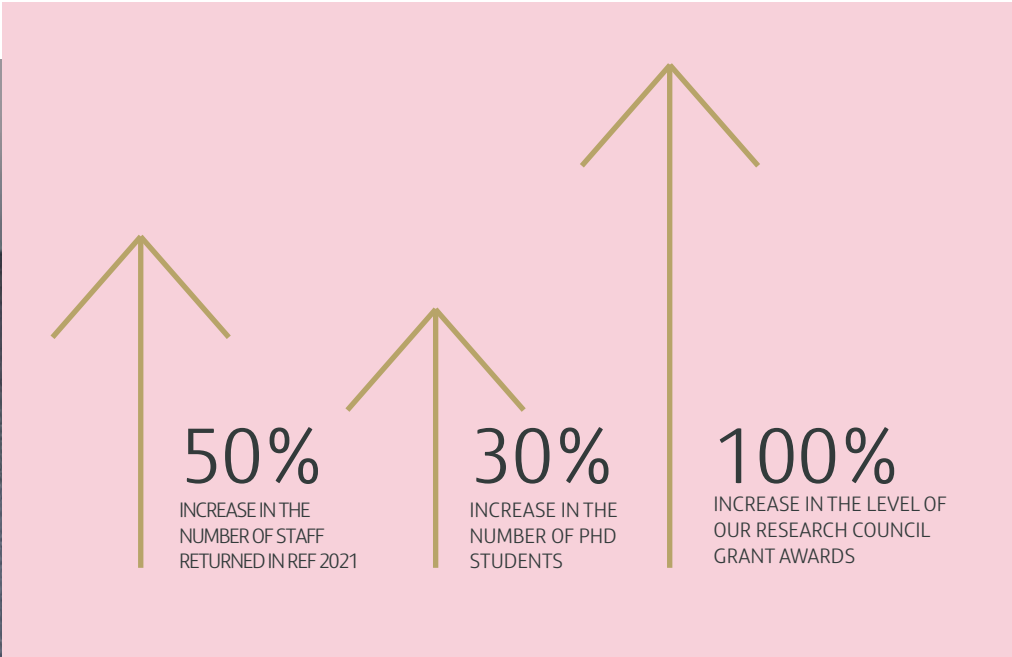 50%
INCREASE IN THE
NUMBER OF STAFF
RETURNED IN REF 2021
30%
INCREASE IN THE
NUMBER OF PHD
STUDENTS
100%
INCREASE IN THE LEVEL OF
OUR RESEARCH COUNCIL
GRANT AWARDS